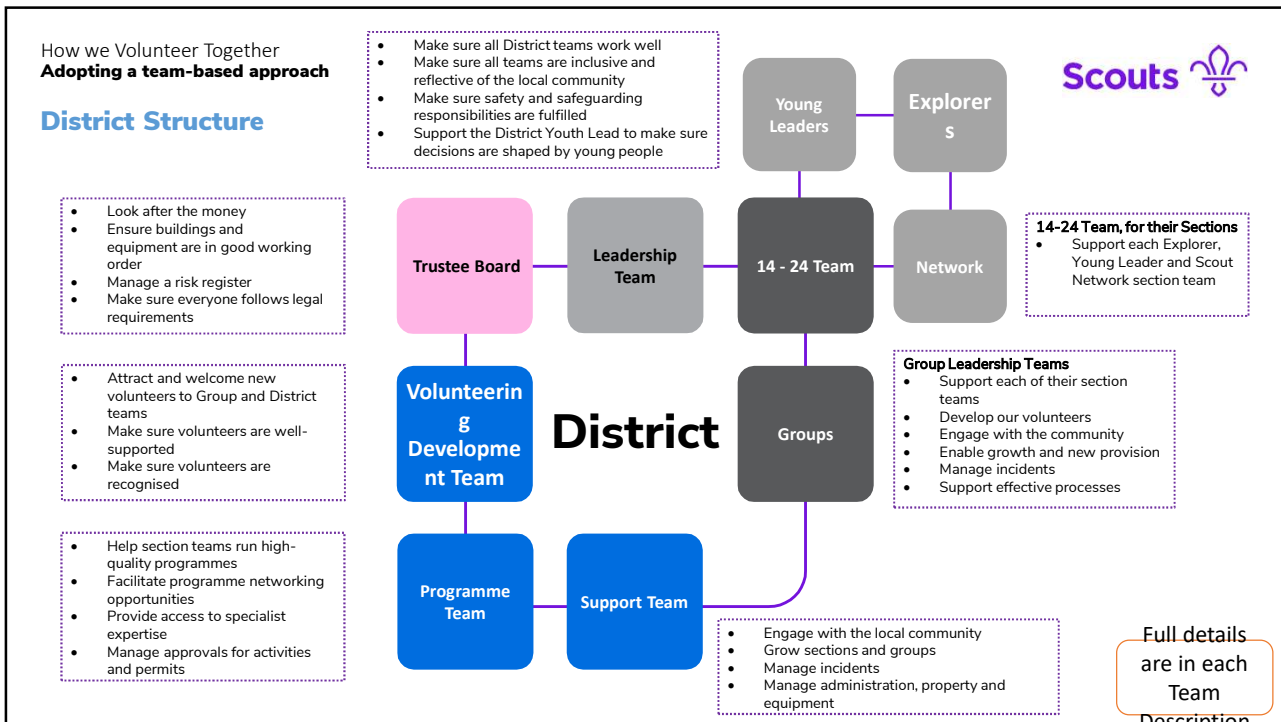 How we Volunteer Together
Adopting a team-based approach
District Structure
• Make sure all District teams work well
• Make sure all teams are inclusive and
reflective of the local community
• Make sure safety and safeguarding
responsibilities are fulfilled
• Support the District Youth Lead to make sure
decisions are shaped by young people
Young
Leaders
Explorer
s
Scouts
• Look after the money
• Ensure buildings and
equipment are in good working
order
• Manage a risk register
• Make sure everyone follows legal
requirements
Trustee Board
Leadership
Team
14 - 24 Team
Network
14-24 Team, for their Sections
• Support each Explorer,
Young Leader and Scout
Network section team
• Attract and welcome new
volunteers to Group and District
teams
• Make sure volunteers are well-
supported
• Make sure volunteers are
recognised
Volunteerin
g
Developme
nt Team
District
Groups
Group Leadership Teams
• Support each of their section
teams
• Develop our volunteers
• Engage with the community
• Enable growth and new provision
• Manage incidents
• Support effective processes
• Help section teams run high-
quality programmes
• Facilitate programme networking
opportunities
• Provide access to specialist
expertise
• Manage approvals for activities
and permits
Programme
Team
Support Team
• Engage with the local community
• Grow sections and groups
• Manage incidents
• Manage administration, property and
equipment
Full details
are in each
Team
Description